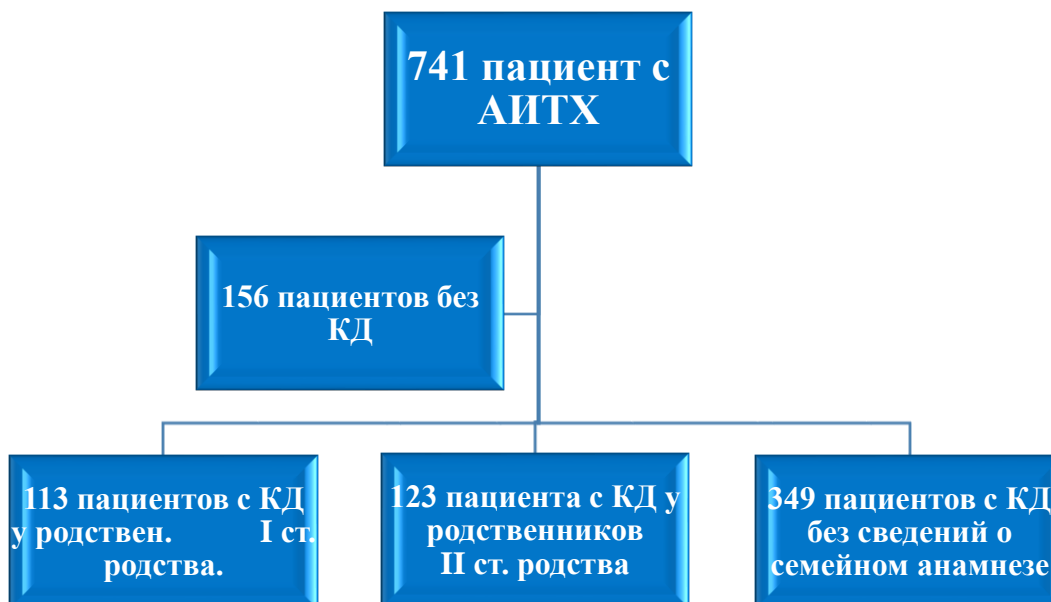 741 пациент с
АИТХ
156 пациентов без
КД
113 пациентов с КД
у родствен. I ст.
родства.
123 пациента с КД у
родственников
II ст. родства
349 пациентов с КД
без сведений о
семейном анамнезе